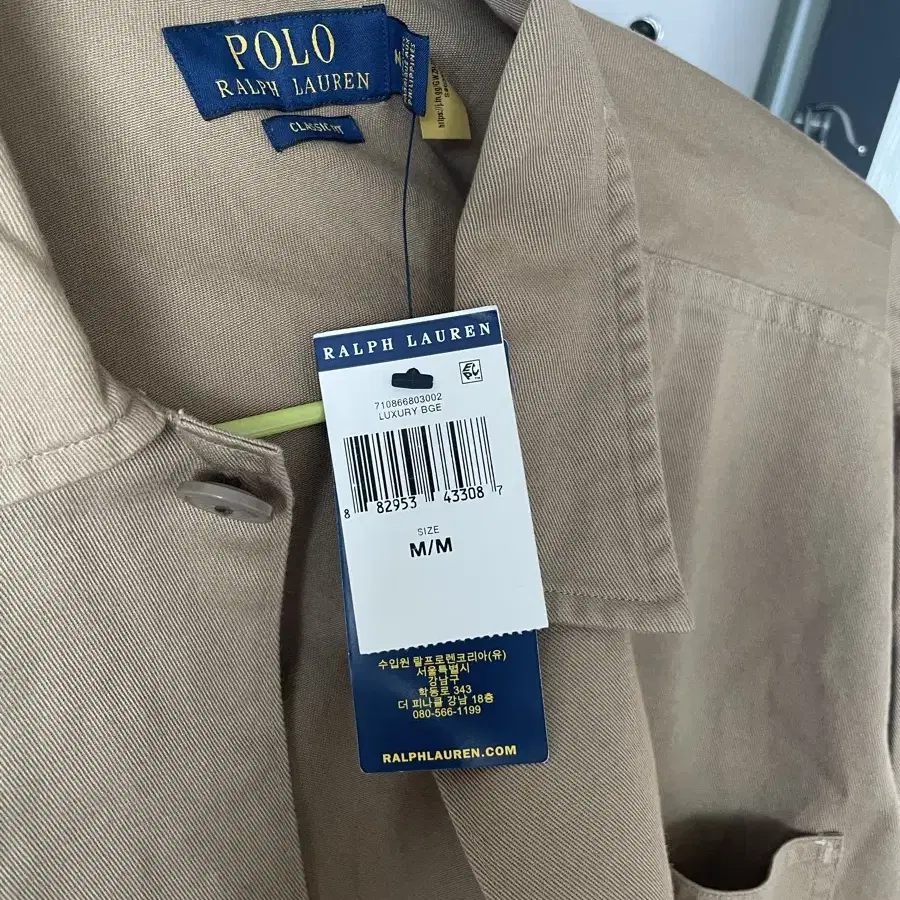 POLO
RALPH LAUREN
CLASSIC FIT
M
PHILIPPINES
RALPH LAUREN
710866803002
LUXURY BGE
8 82953 43308 7
SIZE
M/M
수입원 랄프로렌코리아(유)
서울특별시
강남구
학동로 343
더 피나클 강남 18층
080-566-1199
RALPHLAUREN.COM